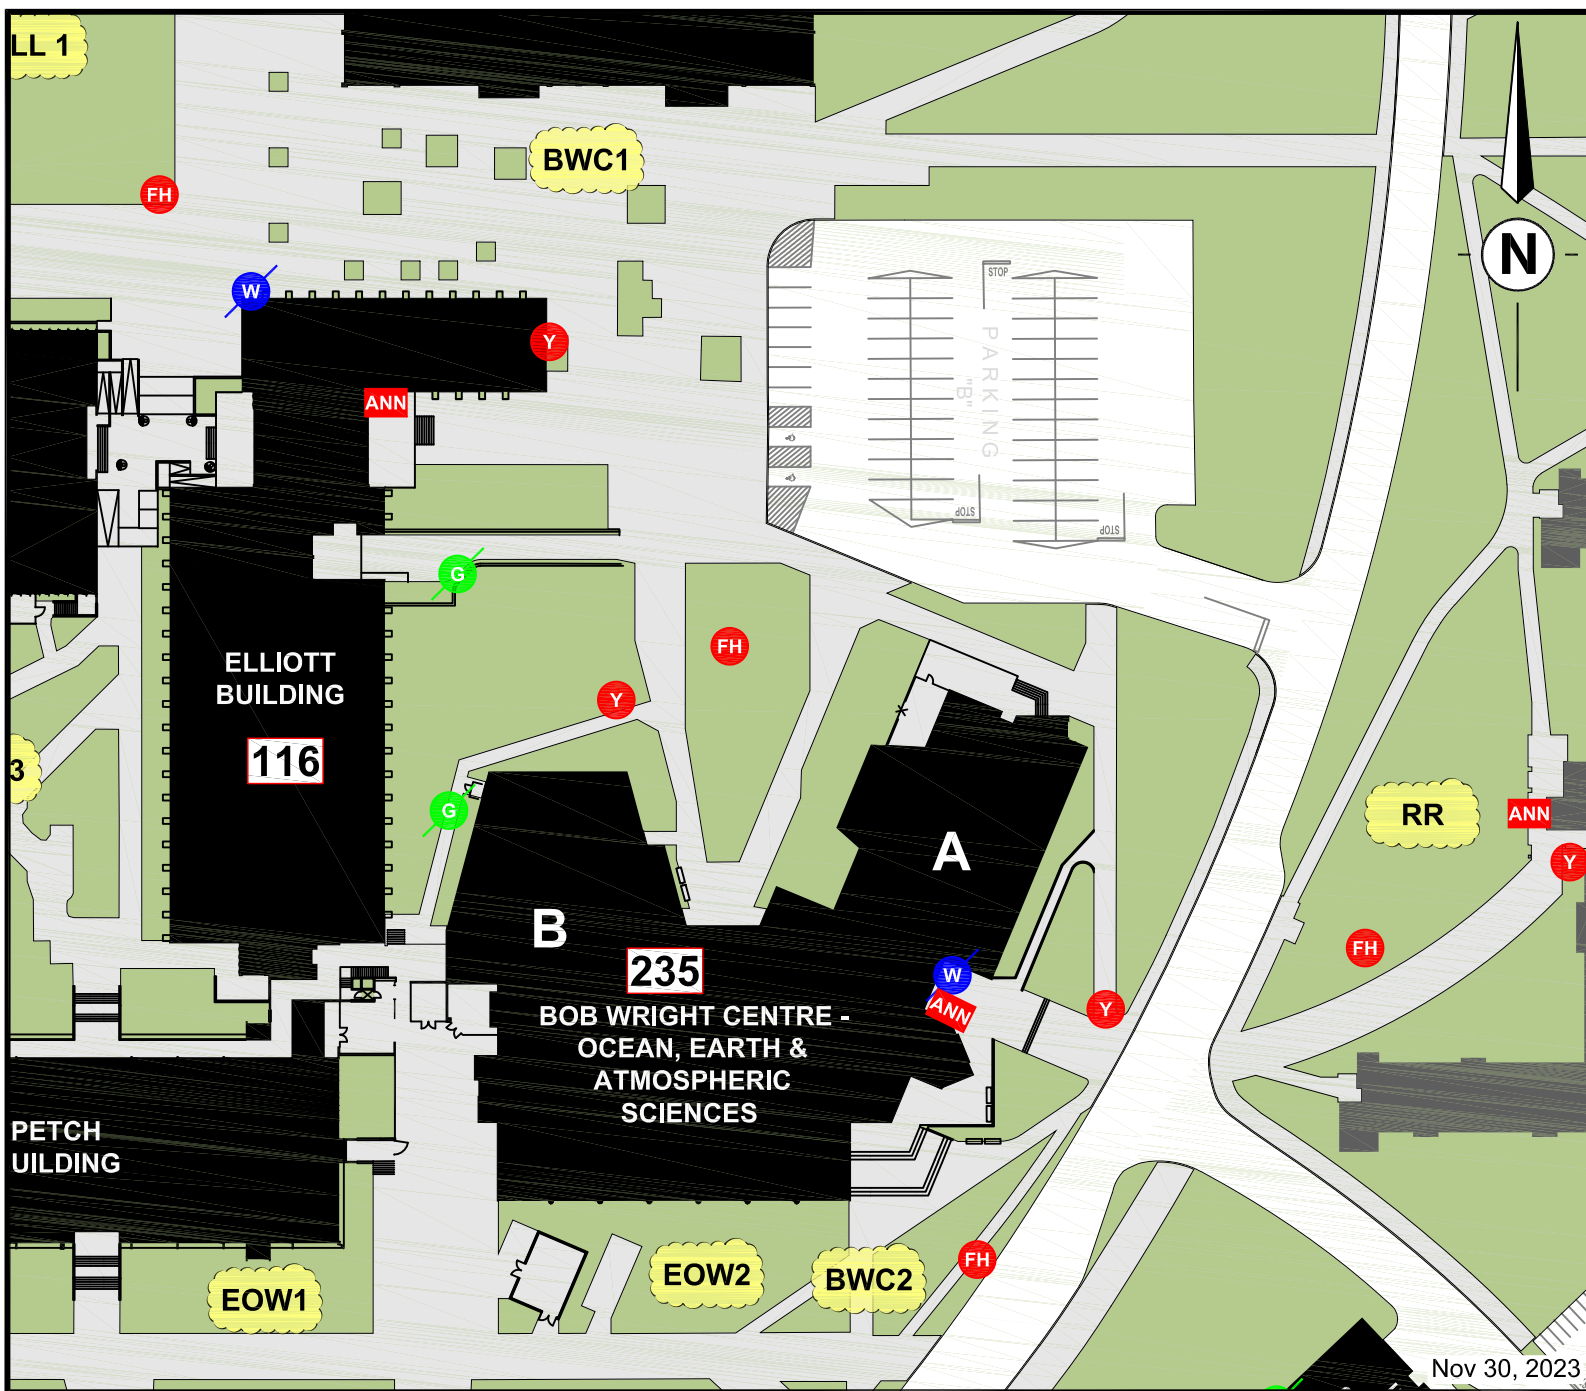 LL 1
BWC1
FH
N
W
STOP
Y
PARKING
"B"
ANN
STOP
STOP
G
FH
ELLIOTT
BUILDING
Y
116
3
G
RR
ANN
A
Y
B
FH
235
W
ANN
Y
BOB WRIGHT CENTRE -
OCEAN, EARTH &
ATMOSPHERIC
SCIENCES
PETCH
UILDING
FH
EOW2
BWC2
EOW1
Nov 30, 2023